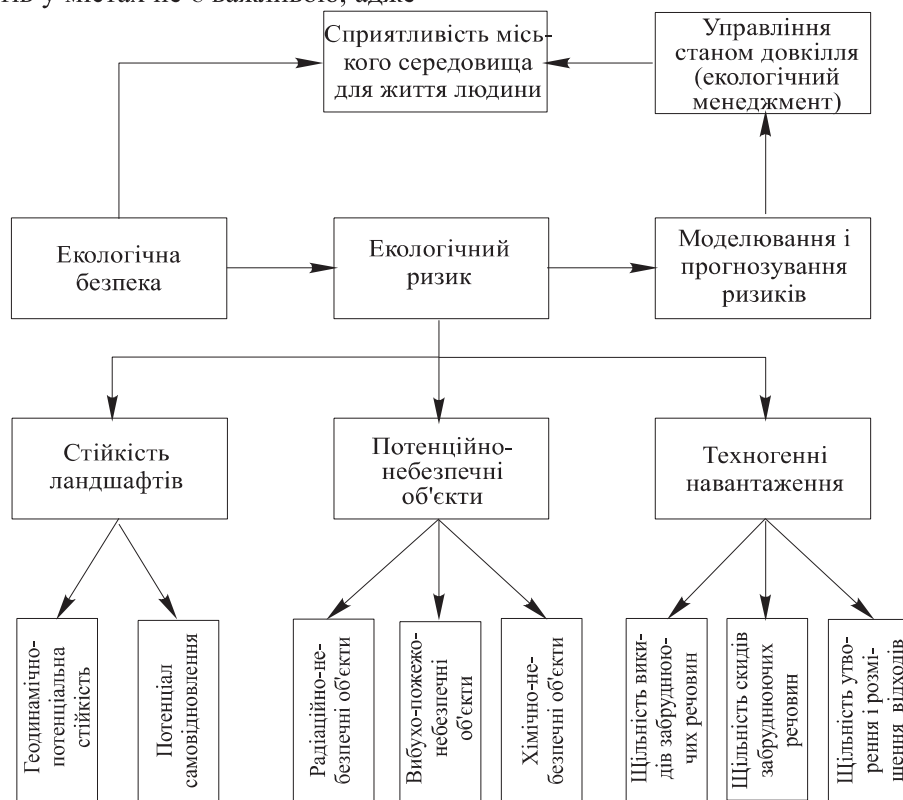 у містах не є важливою, адже
Сприятливість місь-
кого середовища
для життя людини
Управління
станом довкілля
(екологічний
менеджмент)
Екологічна
безпека
Екологічний
ризик
Моделювання і
прогнозування
ризиків
Стійкість
ландшафтів
Потенційно-
небезпечні
об'єкти
Техногенні
навантаження
Геодинамічно-
потенціальна
стійкість
Потенціал
самовідновлення
Радіаційно-не-
безпечні об'єкти
Вибухо-пожежо-
небезпечні
об'єкти
Хімічно-не-
безпечні об'єкти
Щільність вики-
дів забруднюю-
чих речовин
Щільність скидів
забруднюючих
речовин
Щільність утво-
рення і розмі-
щення відходів